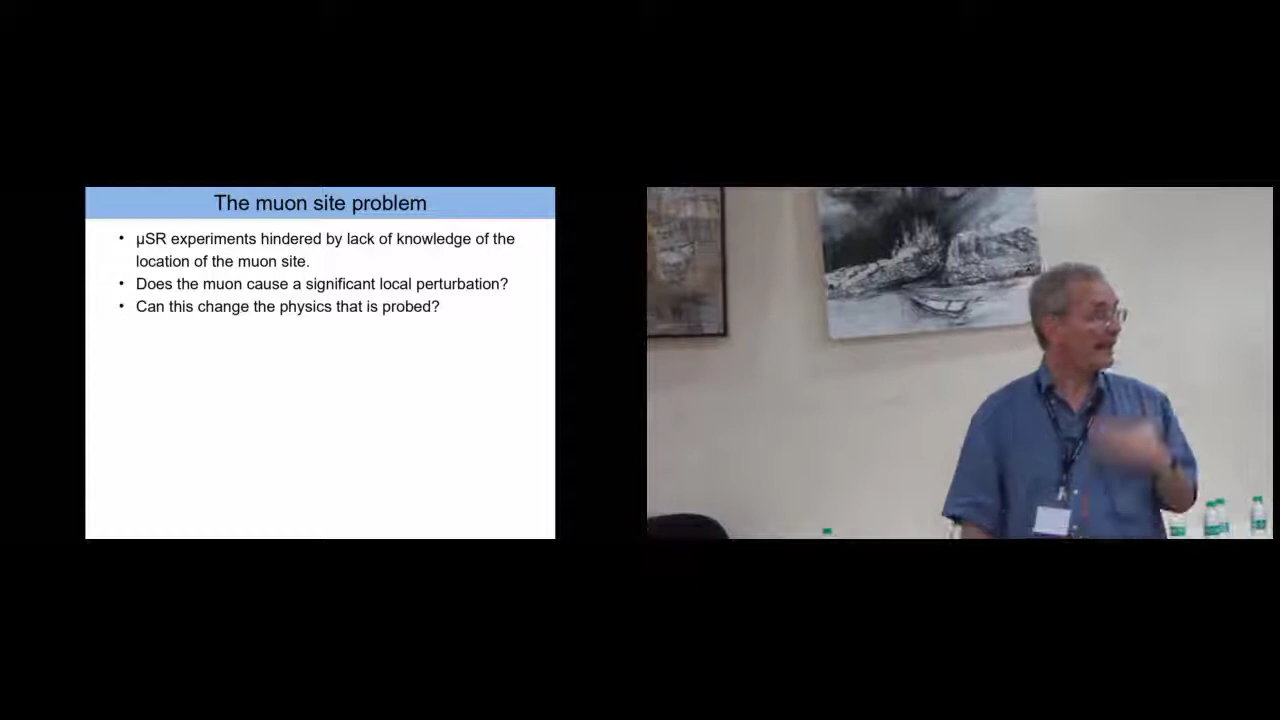 The muon site problem
• µSR experiments hindered by lack of knowledge of the
location of the muon site.
• Does the muon cause a significant local perturbation?
• Can this change the physics that is probed?